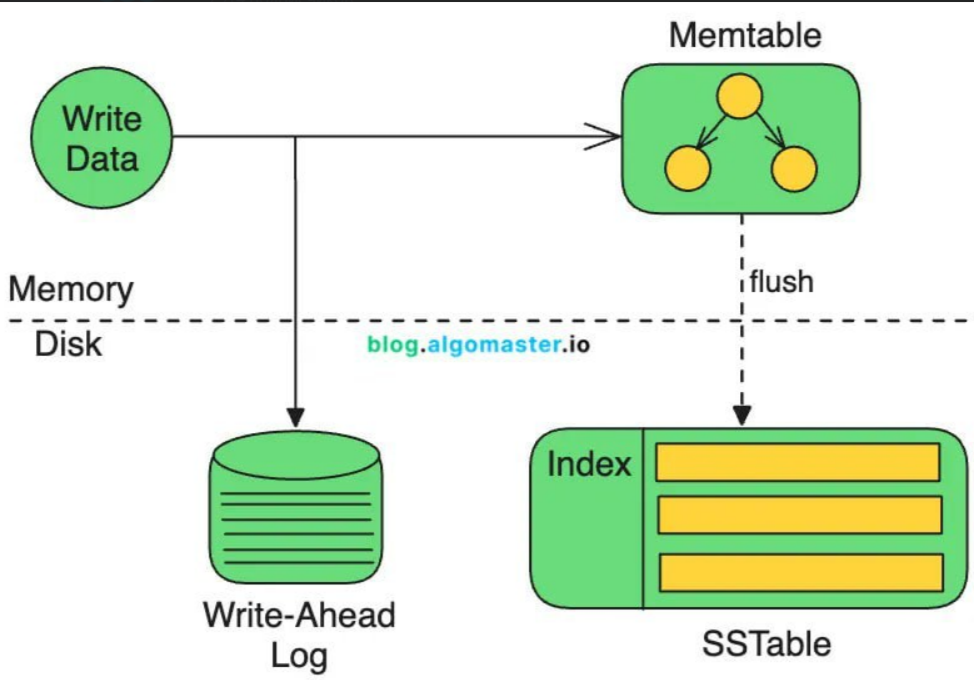 Memtable
Write
Data
flush
Memory
Disk
blog.algomaster.io
Index
Write-Ahead
Log
SSTable